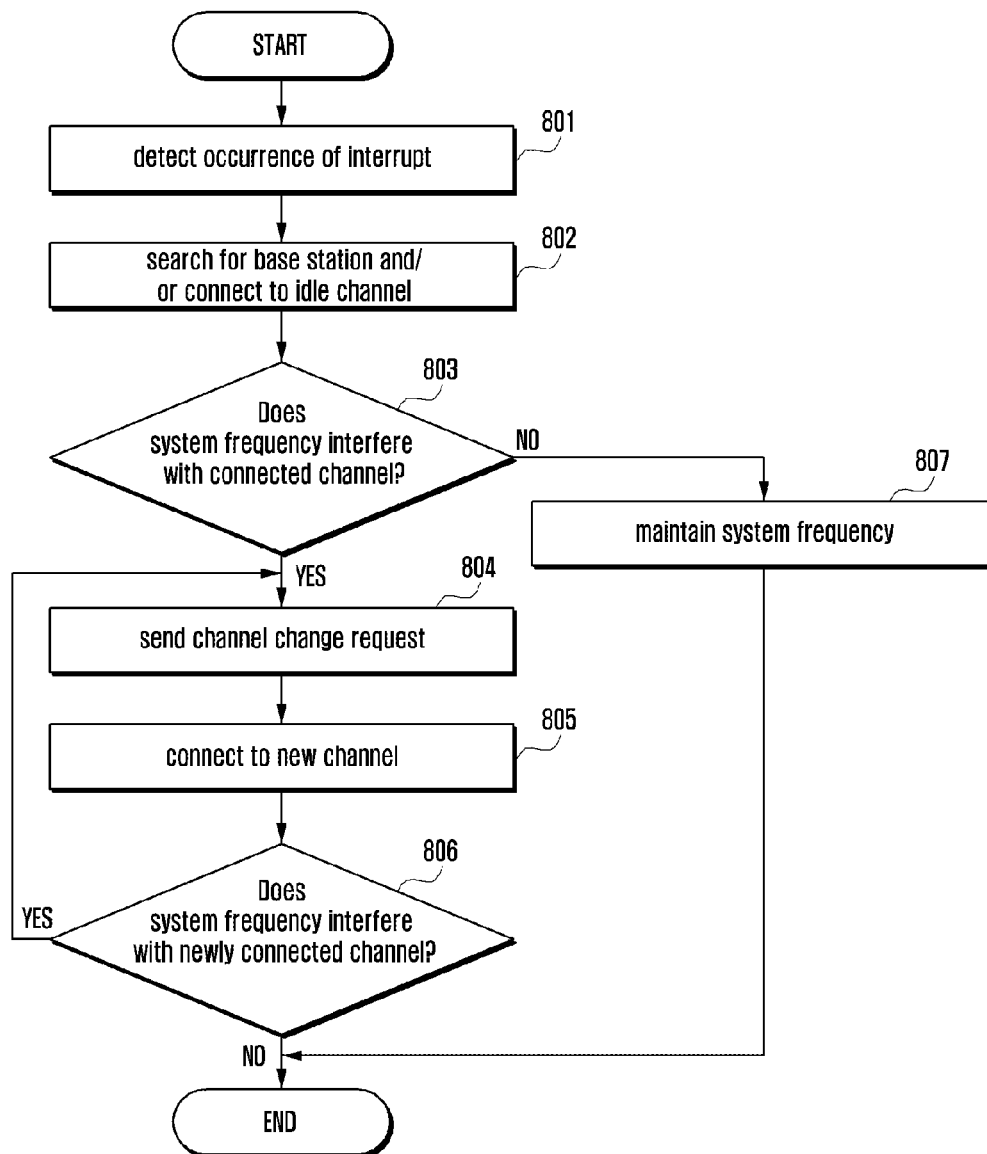 START
801
detect occurrence of interrupt
802
search for base station and/
or connect to idle channel
803
Does
system frequency interfere
with connected channel?
NO
807
maintain system frequency
YES
804
send channel change request
805
connect to new channel
806
Does
system frequency interfere
with newly connected channel?
YES
NO
END